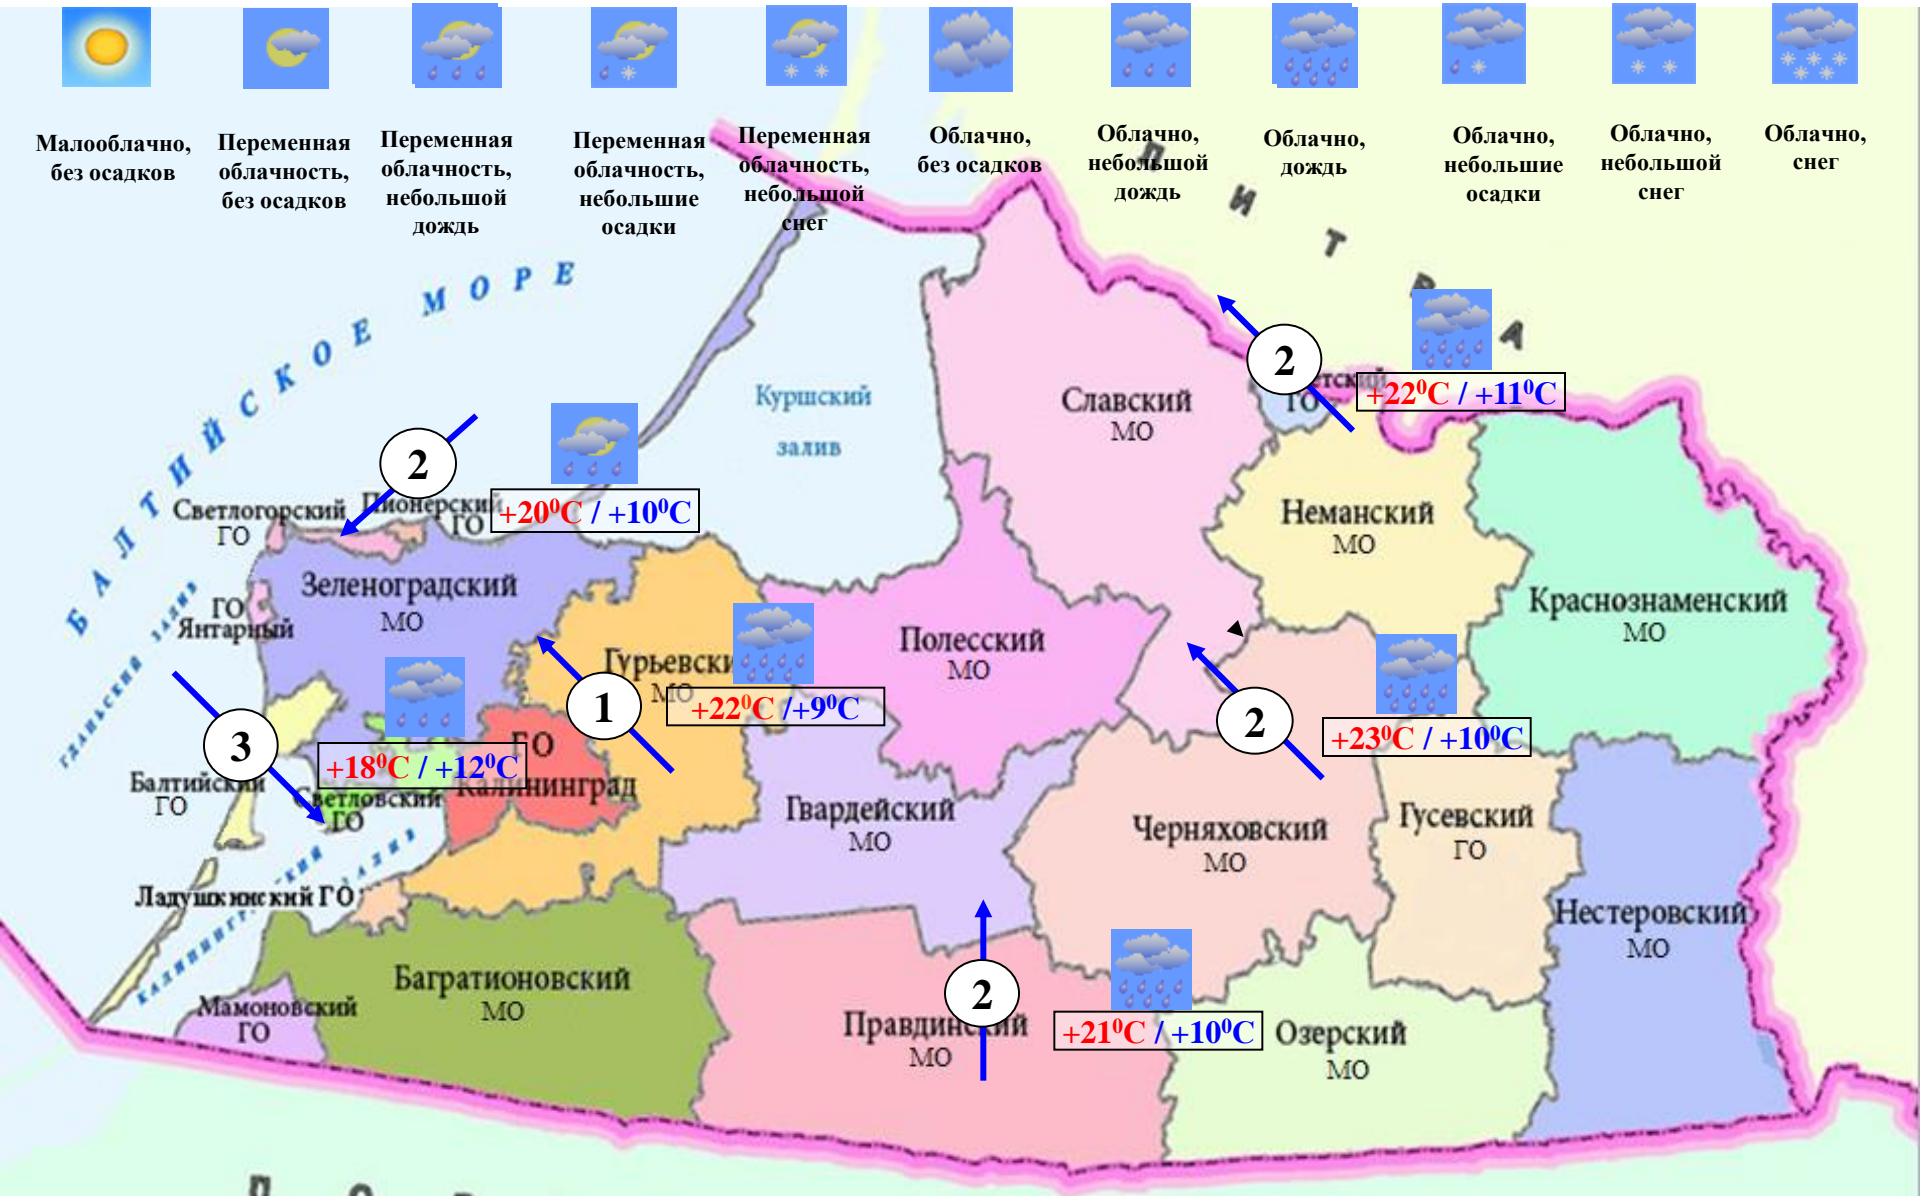 Малооблачно,
без осадков
Переменная
облачность,
без осадков
Переменная
облачность,
небольшой
дождь
Переменная
облачность,
небольшие
осадки
Переменная
облачность,
небольшой
снег
Облачно,
без осадков
Облачно,
небольшой
дождь
Облачно,
дождь
Облачно,
небольшие
осадки
Облачно,
небольшой
снег
Облачно,
снег
ЛИТВА
БАЛТИЙСКОЕ МОРЕ
Куршский
залив
Славский
МО
2
ГО
+22⁰С / +11⁰С
2
Светлогорский
ГО
Пионерский
ГО
+20⁰С / +10⁰С
Неманский
МО
Зеленоградский
МО
ГО
Янтарный
Краснознаменский
МО
Полесский
МО
Гурьевски
МО
1
+22⁰С /+9⁰С
2
+23⁰С / +10⁰С
3
+18⁰С / +12⁰С
ГО
Калининград
Балтийский
ГО
Светловский
ГО
Гвардейский
МО
Черняховский
МО
Гусевский
ГО
Ладушкинский ГО
Нестеровский
МО
Багратионовский
МО
Мамоновский
ГО
2
Правдинский
МО
+21⁰С / +10⁰С
Озерский
МО